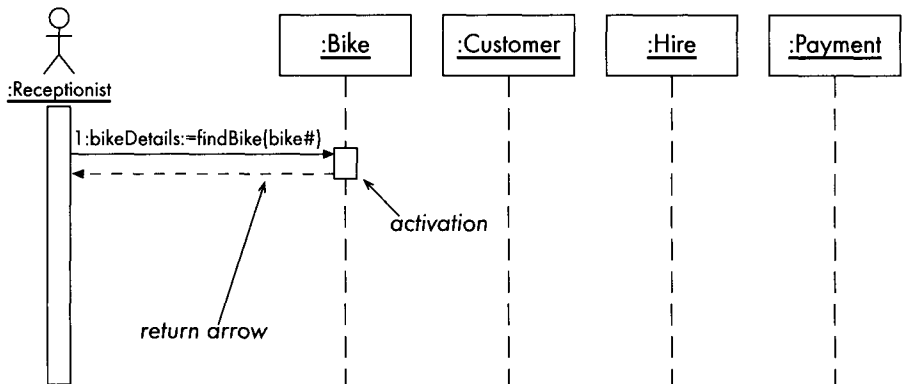 :Bike
:Customer
:Hire
:Payment
:Receptionist
1:bikeDetails:=findBike(bike#)
activation
return arrow